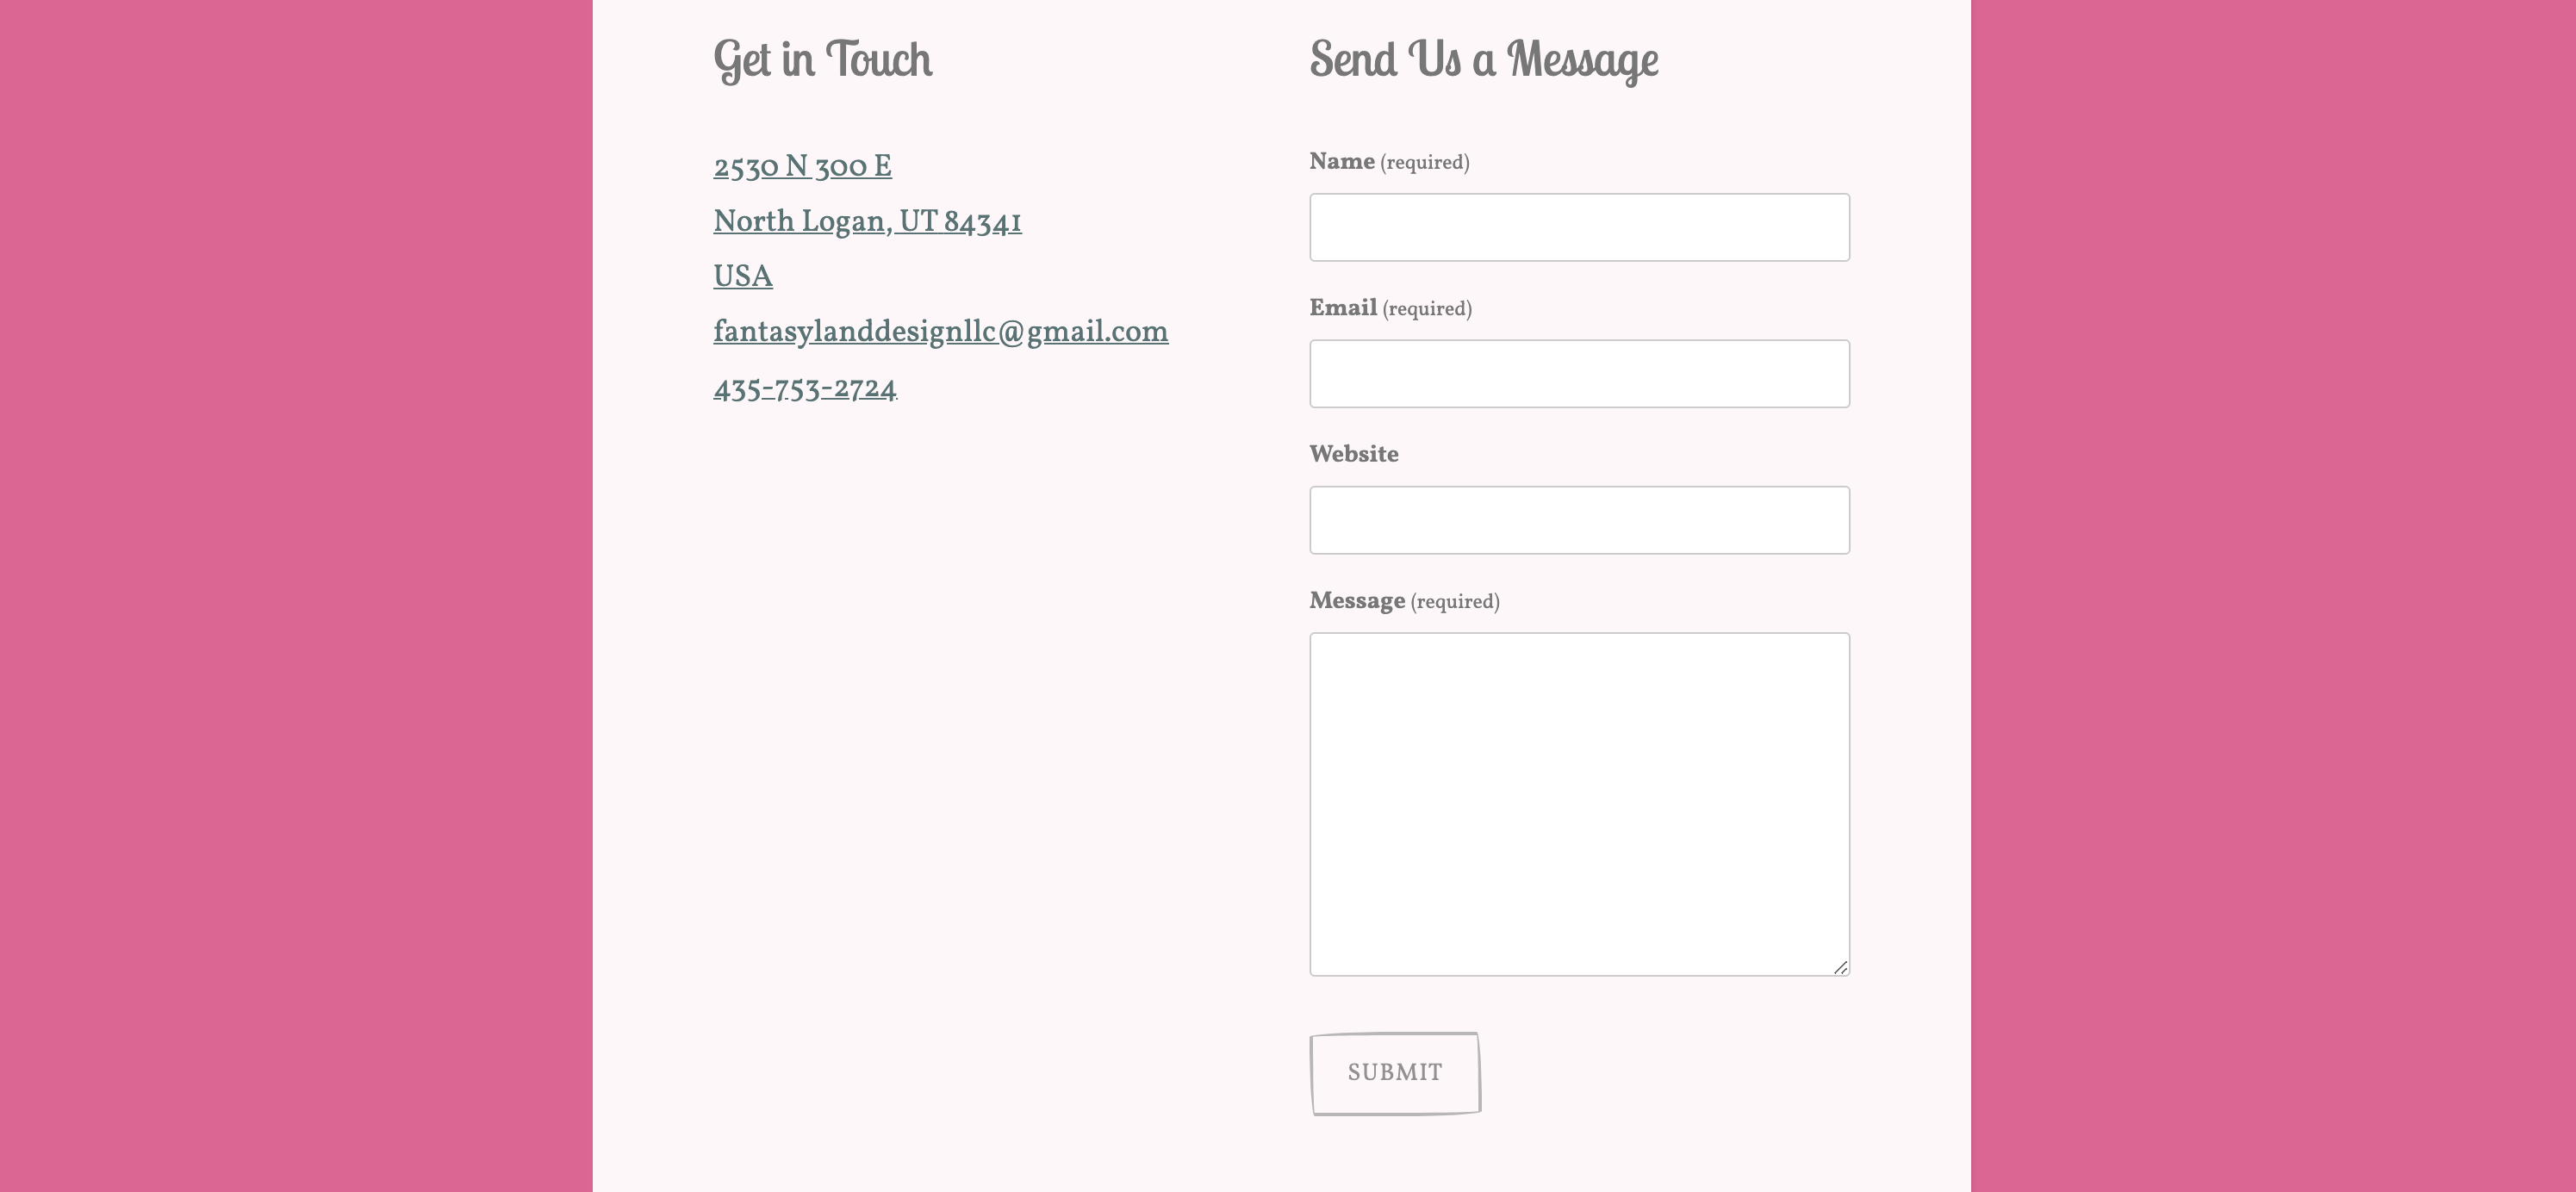 Get in Touch
2530 N 300 E
North Logan, UT 84341
USA
fantasylanddesignllc@gmail.com
435-753-2724
Send Us a Message
Name (required)
Email (required)
Website
Message (required)
SUBMIT